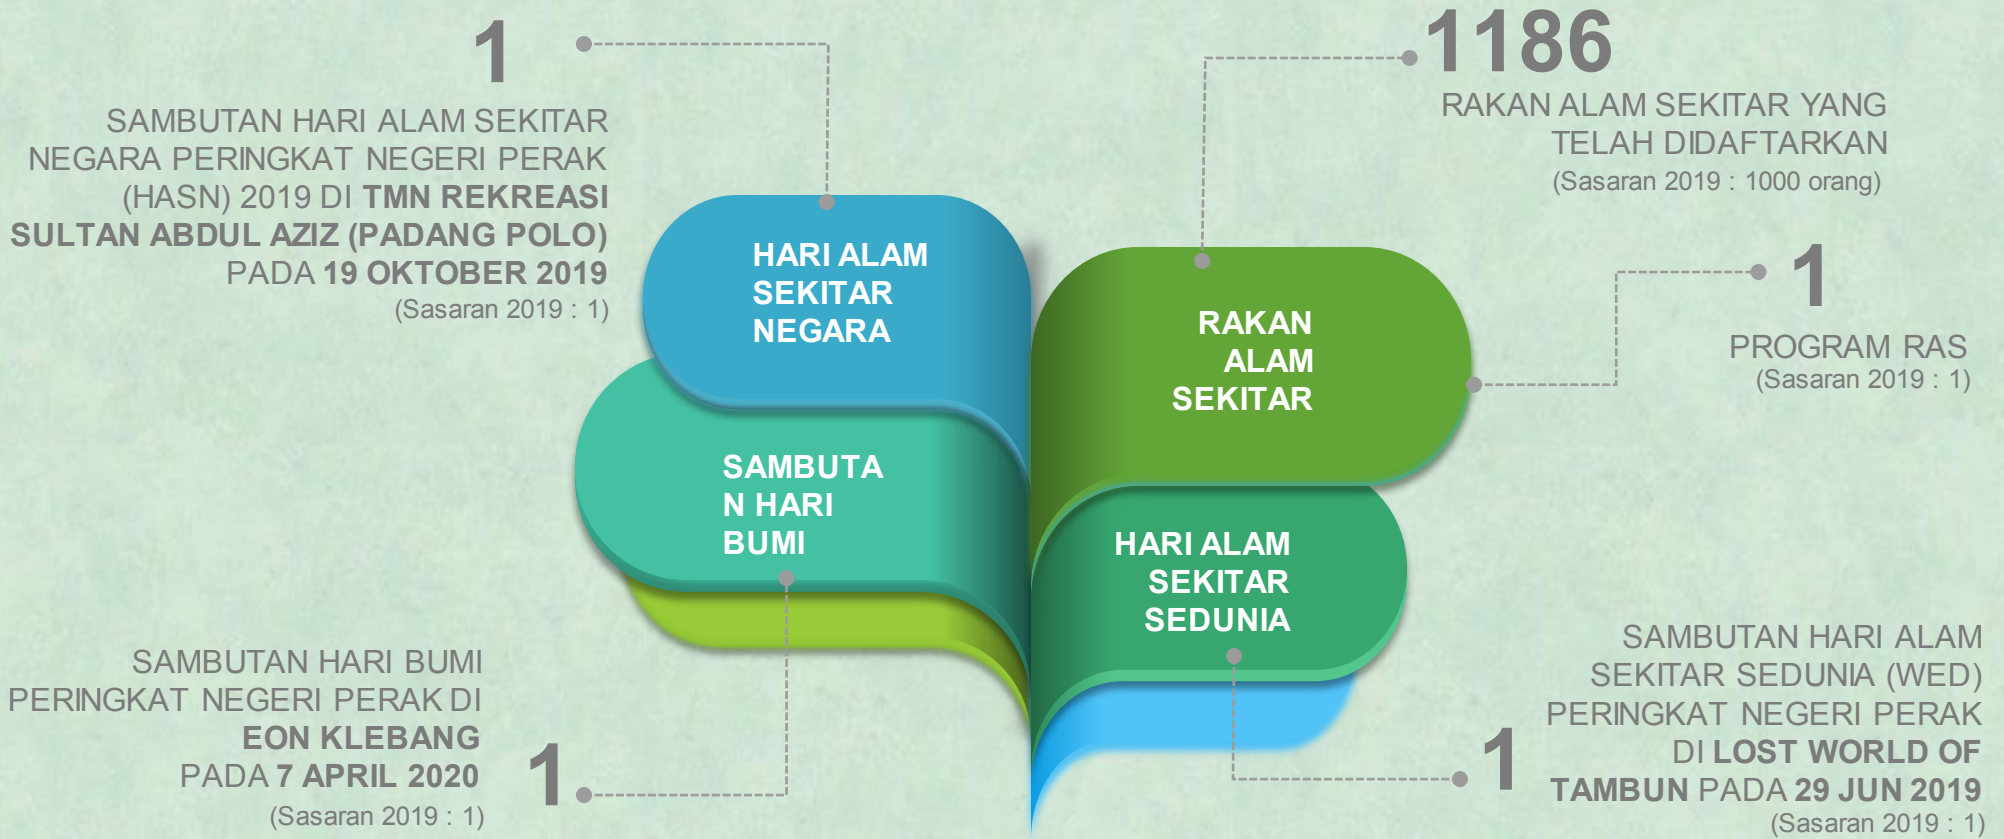 1
SAMBUTAN HARI ALAM SEKITAR
NEGARA PERINGKAT NEGERI PERAK
(HASN) 2019 DI TMN REKREASI
SULTAN ABDUL AZIZ (PADANG POLO)
PADA 19 OKTOBER 2019
(Sasaran 2019 : 1)
1186
RAKAN ALAM SEKITAR YANG
TELAH DIDAFTARKAN
(Sasaran 2019 : 1000 orang)
HARI ALAM
SEKITAR
NEGARA
RAKAN
ALAM
SEKITAR
1
PROGRAM RAS
(Sasaran 2019 : 1)
SAMBUTA
N HARI
BUMI
HARI ALAM
SEKITAR
SEDUNIA
SAMBUTAN HARI BUMI
PERINGKAT NEGERI PERAK DI
EON KLEBANG
PADA 7 APRIL 2020
(Sasaran 2019 : 1)
1
1
SAMBUTAN HARI ALAM
SEKITAR SEDUNIA (WED)
PERINGKAT NEGERI PERAK
DI LOST WORLD OF
TAMBUN PADA 29 JUN 2019
(Sasaran 2019 : 1)